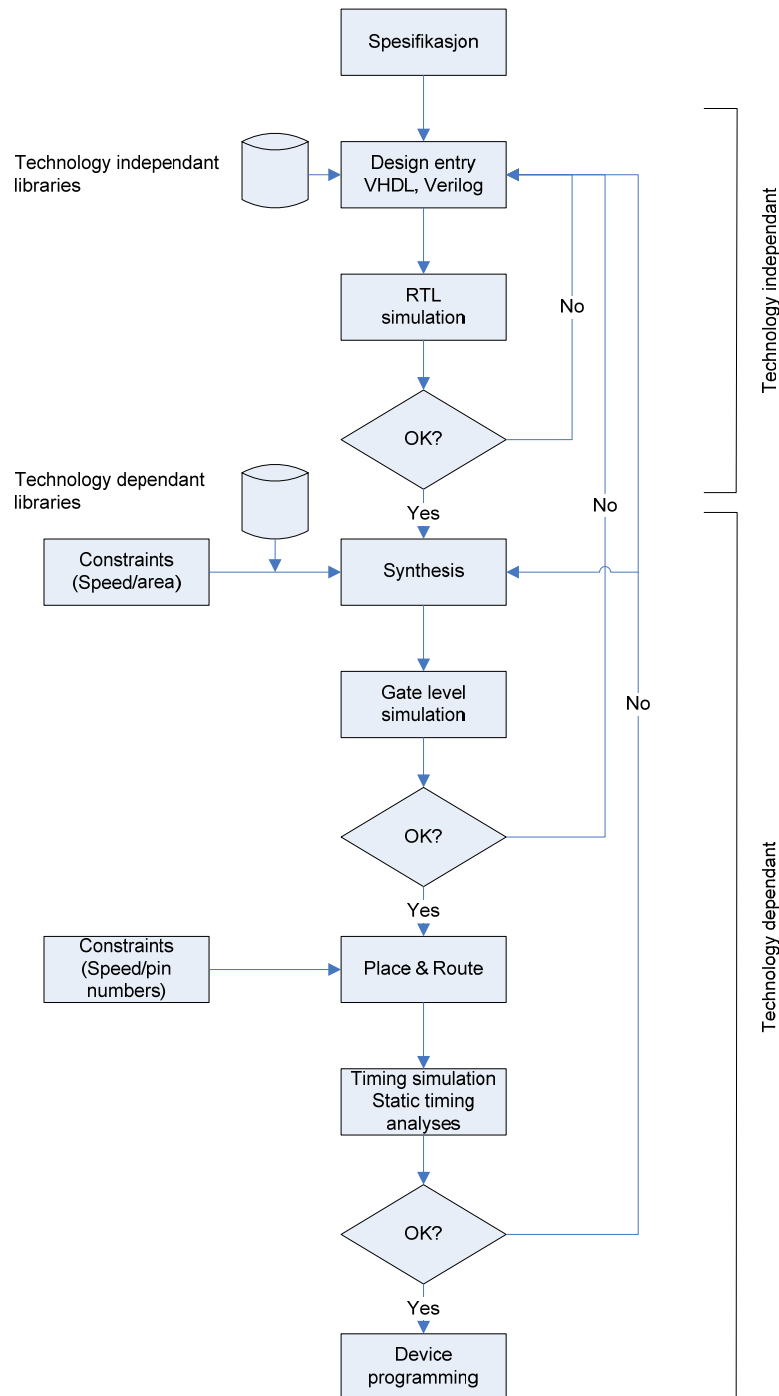 Spesifikasjon
Technology independant
libraries
Design entry
VHDL, Verilog
RTL
simulation
No
Technology independant
OK?
Technology dependant
libraries
Yes
No
Constraints
(Speed/area)
Synthesis
Gate level
simulation
No
OK?
Technology dependant
Yes
Constraints
(Speed/pin
numbers)
Place & Route
Timing simulation
Static timing
analyses
OK?
Yes
Device
programming